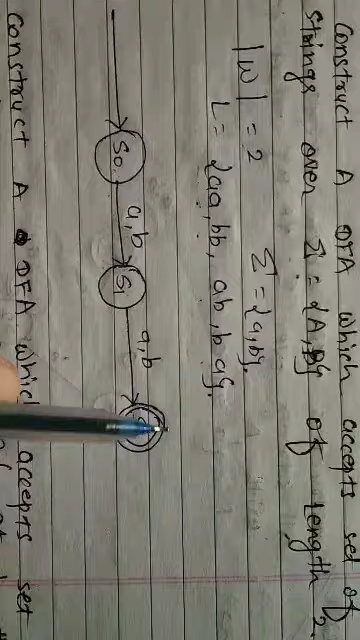 Construct A DFA which accepts set of
strings over Σ = {A,B} of length 2
|W| = 2 Σ = {a,b}.
L = {aa, bb, ab, ba}.
S0 a,b S1 a,b
Construct A DFA which accepts set